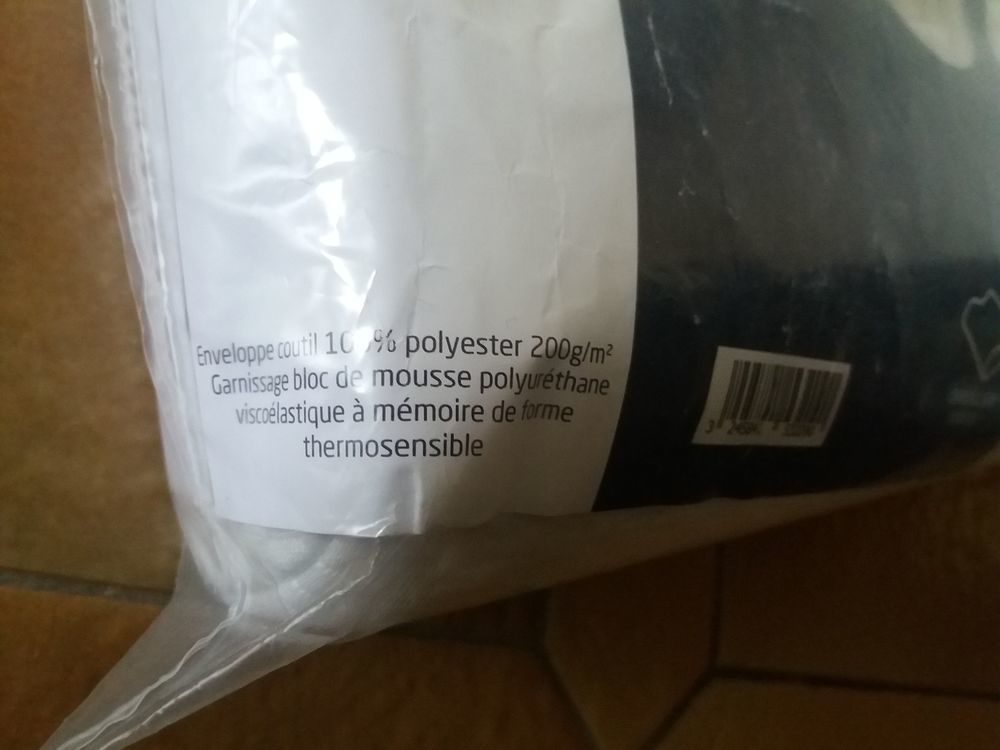 Enveloppe coutil 100% polyester 200g/m²
Garnissage bloc de mousse polyuréthane
viscoélastique à mémoire de forme
thermosensible